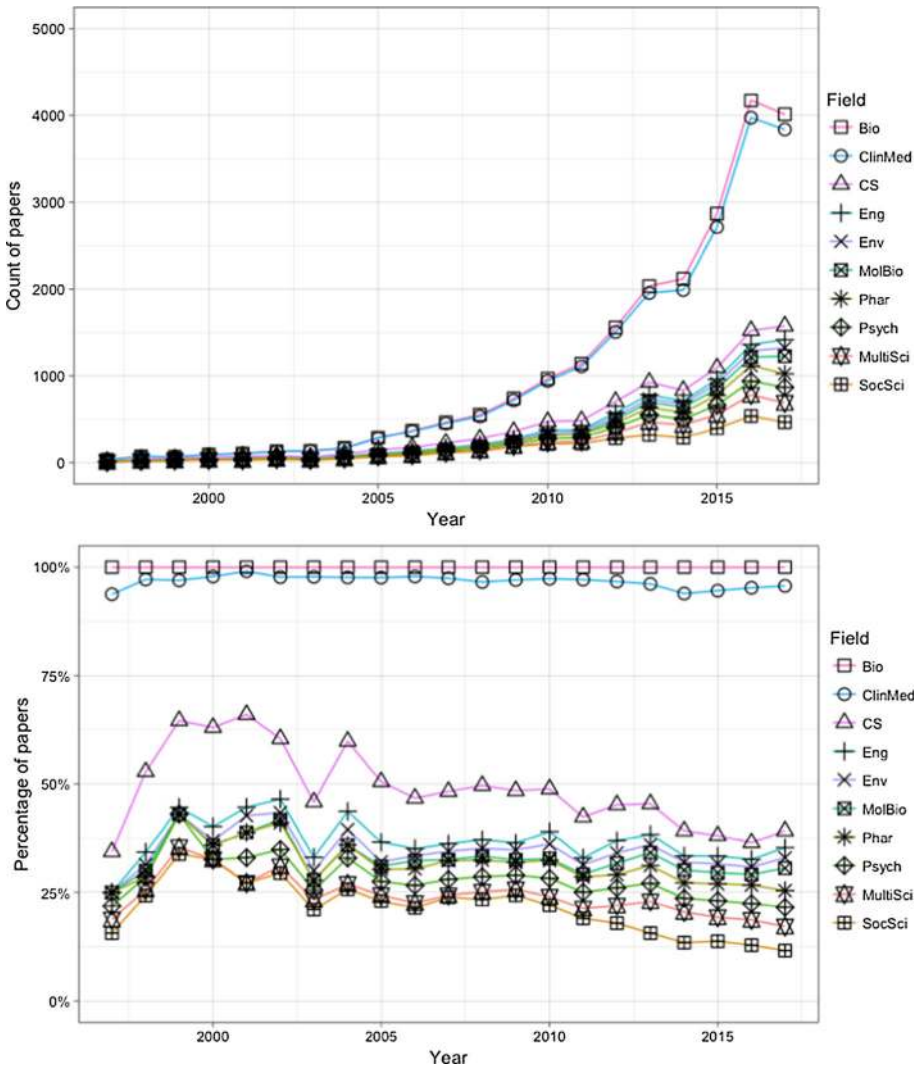 5000
4000
3000
2000
1000
0
Count of papers
2000
2005
2010
2015
Year
Field
Bio
ClinMed
CS
Eng
Env
MolBio
Phar
Psych
MultiSci
SocSci
100%
75%
50%
25%
0%
Percentage of papers
2000
2005
2010
2015
Year
Field
Bio
ClinMed
CS
Eng
Env
MolBio
Phar
Psych
MultiSci
SocSci